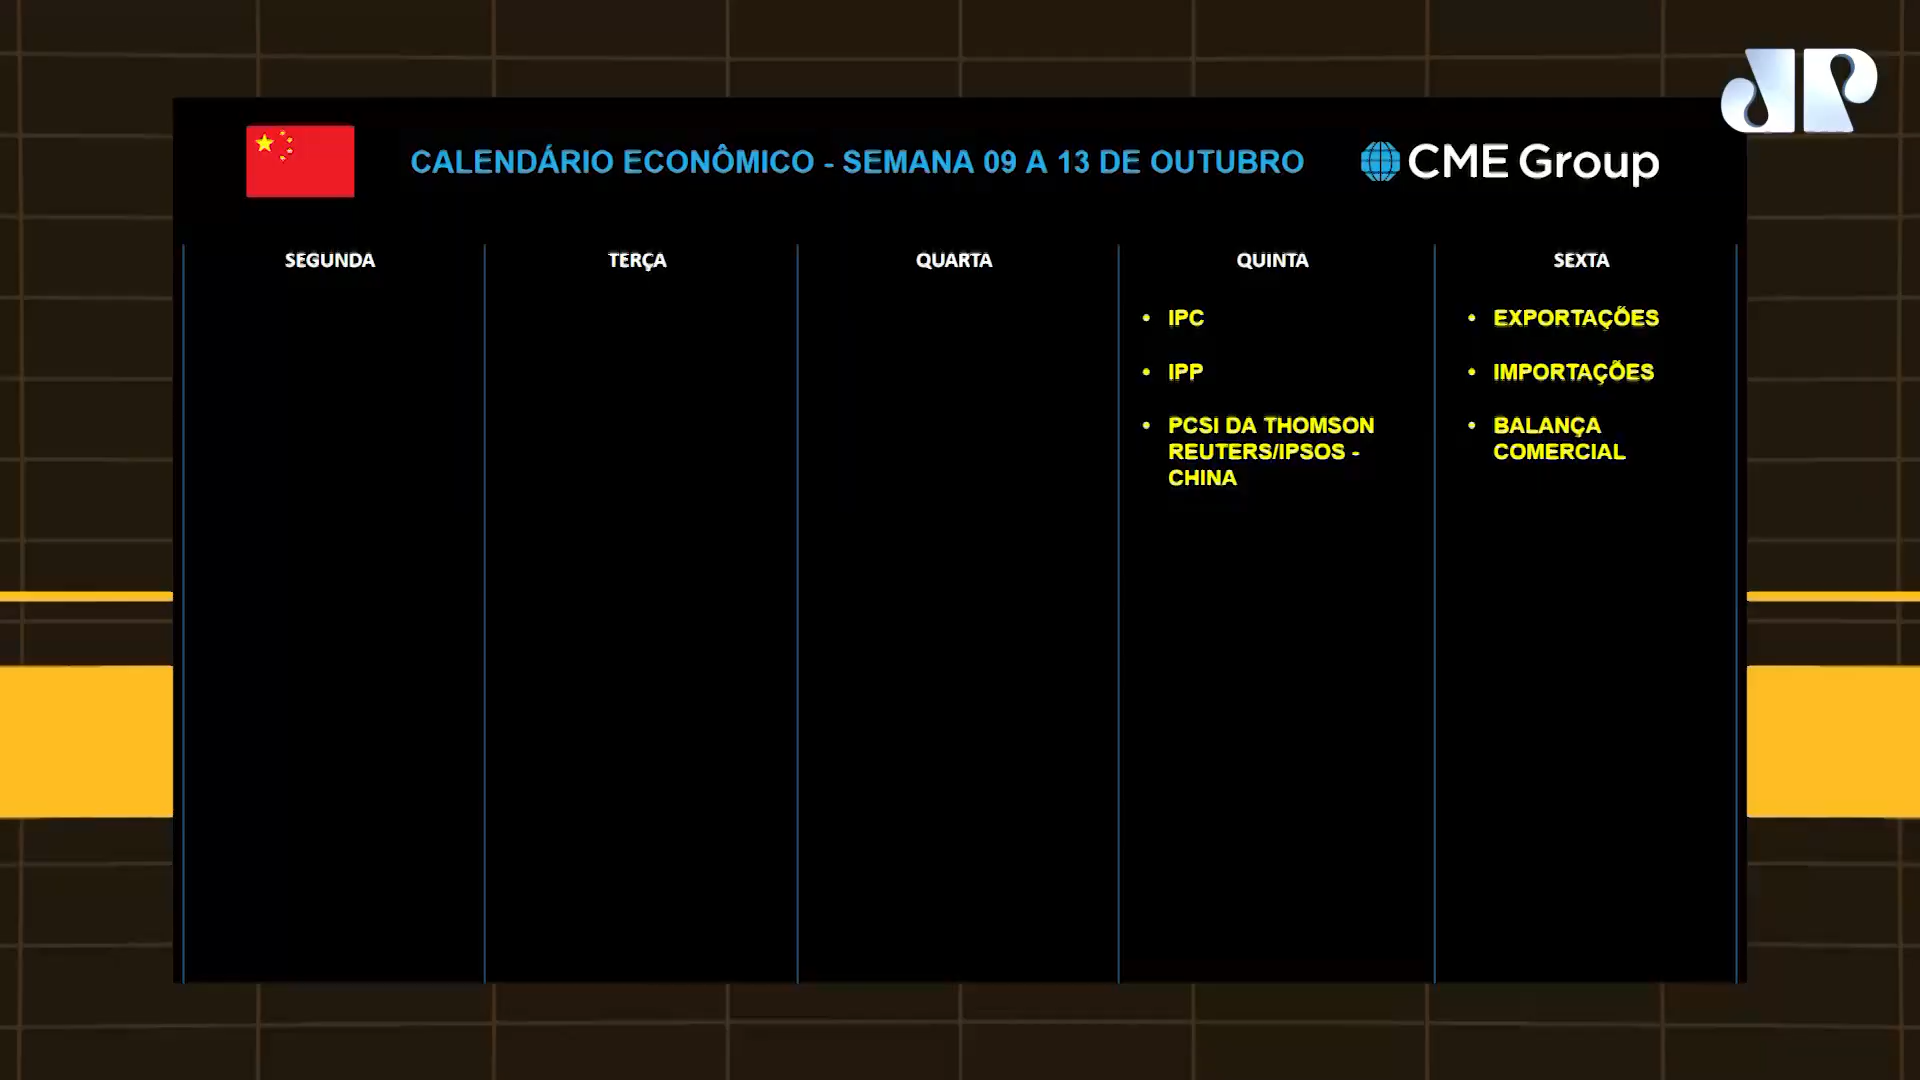 JP
CALENDÁRIO ECONÔMICO - SEMANA 09 A 13 DE OUTUBRO
CME Group
SEGUNDA
TERÇA
QUARTA
QUINTA
• IPC
• IPP
• PCSI DA THOMSON
REUTERS/IPSOS -
CHINA
SEXTA
• EXPORTAÇÕES
• IMPORTAÇÕES
• BALANÇA
COMERCIAL